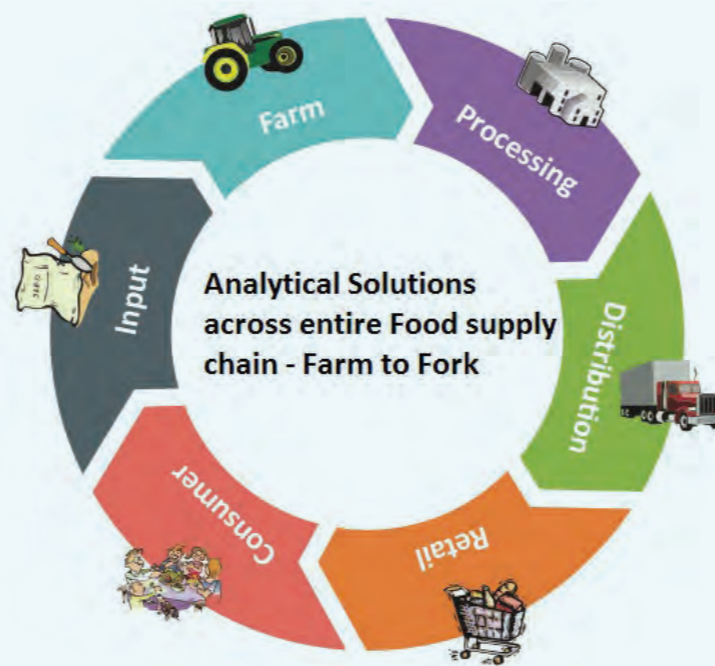 Farm
Processing
Distribution
Retail
Consumer
Input
Analytical Solutions
across entire Food supply
chain - Farm to Fork